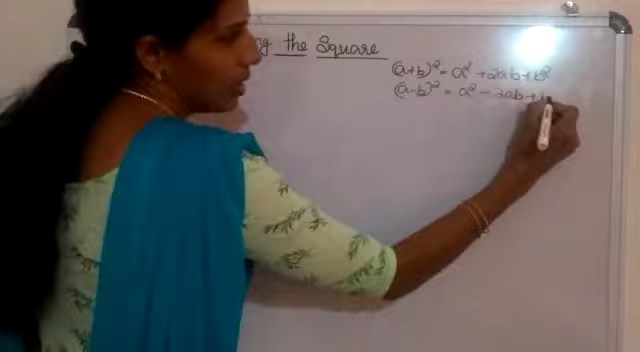 the Square
(a+b)² = a² + 2ab + b²
(a-b)² = a² - 2ab +